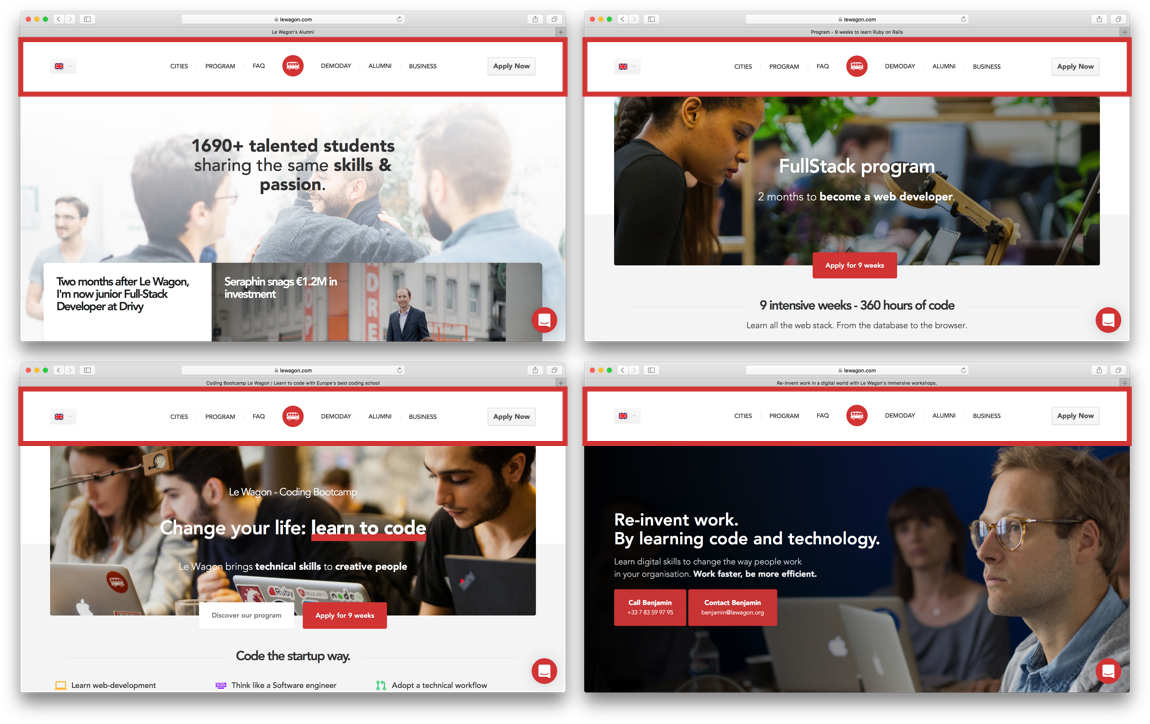 lewagon.com
Le Wagon's Alumni
CITIES PROGRAM FAQ DEMODAY ALUMNI BUSINESS Apply Now
1690+ talented students
sharing the same skills &
passion.
Two months after Le Wagon,
I'm now junior Full-Stack
Developer at Drivy
Seraphin snags €1.2M in
investment
lewagon.com
Program - 9 weeks to learn Ruby on Rails
CITIES PROGRAM FAQ DEMODAY ALUMNI BUSINESS Apply Now
FullStack program
2 months to become a web developer.
Apply for 9 weeks
9 intensive weeks - 360 hours of code
Learn all the web stack. From the database to the browser.
lewagon.com
Coding Bootcamp Le Wagon | Learn to code with Europe's best coding school
CITIES PROGRAM FAQ DEMODAY ALUMNI BUSINESS Apply Now
Le Wagon - Coding Bootcamp
Change your life: learn to code
Le Wagon brings technical skills to creative people
Discover our program Apply for 9 weeks
Code the startup way.
Learn web-development Think like a Software engineer Adopt a technical workflow
lewagon.com
Re-invent work in a digital world with Le Wagon's immersive workshops.
CITIES PROGRAM FAQ DEMODAY ALUMNI BUSINESS Apply Now
Re-invent work.
By learning code and technology.
Learn digital skills to change the way people work
in your organisation. Work faster, be more efficient.
Call Benjamin
+33 7 83 59 97 95
Contact Benjamin
benjamin@lewagon.org